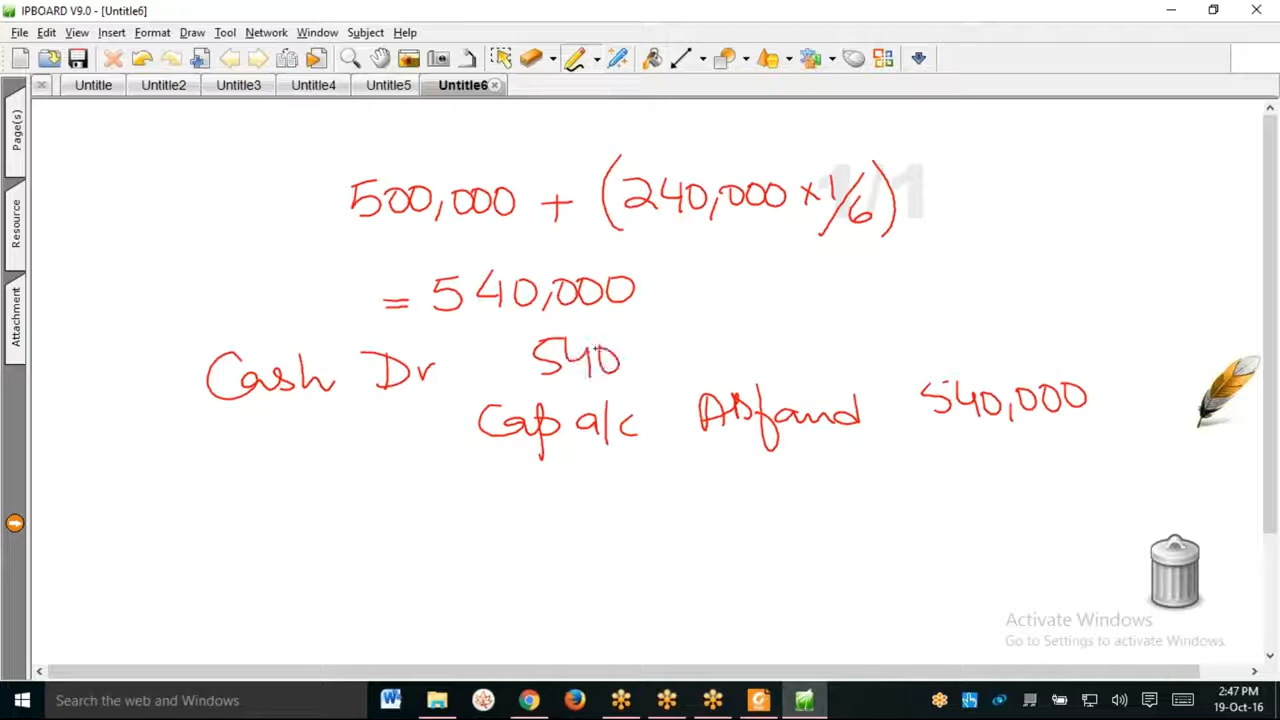 IPBOARD V9.0 - [Untitle6]
File Edit View Insert Format Draw Tool Network Window Subject Help
Untitle Untitle2 Untitle3 Untitle4 Untitle5 Untitle6
Page(s)
Resource
Attachment
1/1
500,000 + (240,000 × 1/6)
= 540,000
Cash Dr 540
Cap a/c Asfand 540,000
Activate Windows
Go to Settings to activate Windows.
Search the web and Windows
2:47 PM
19-Oct-16